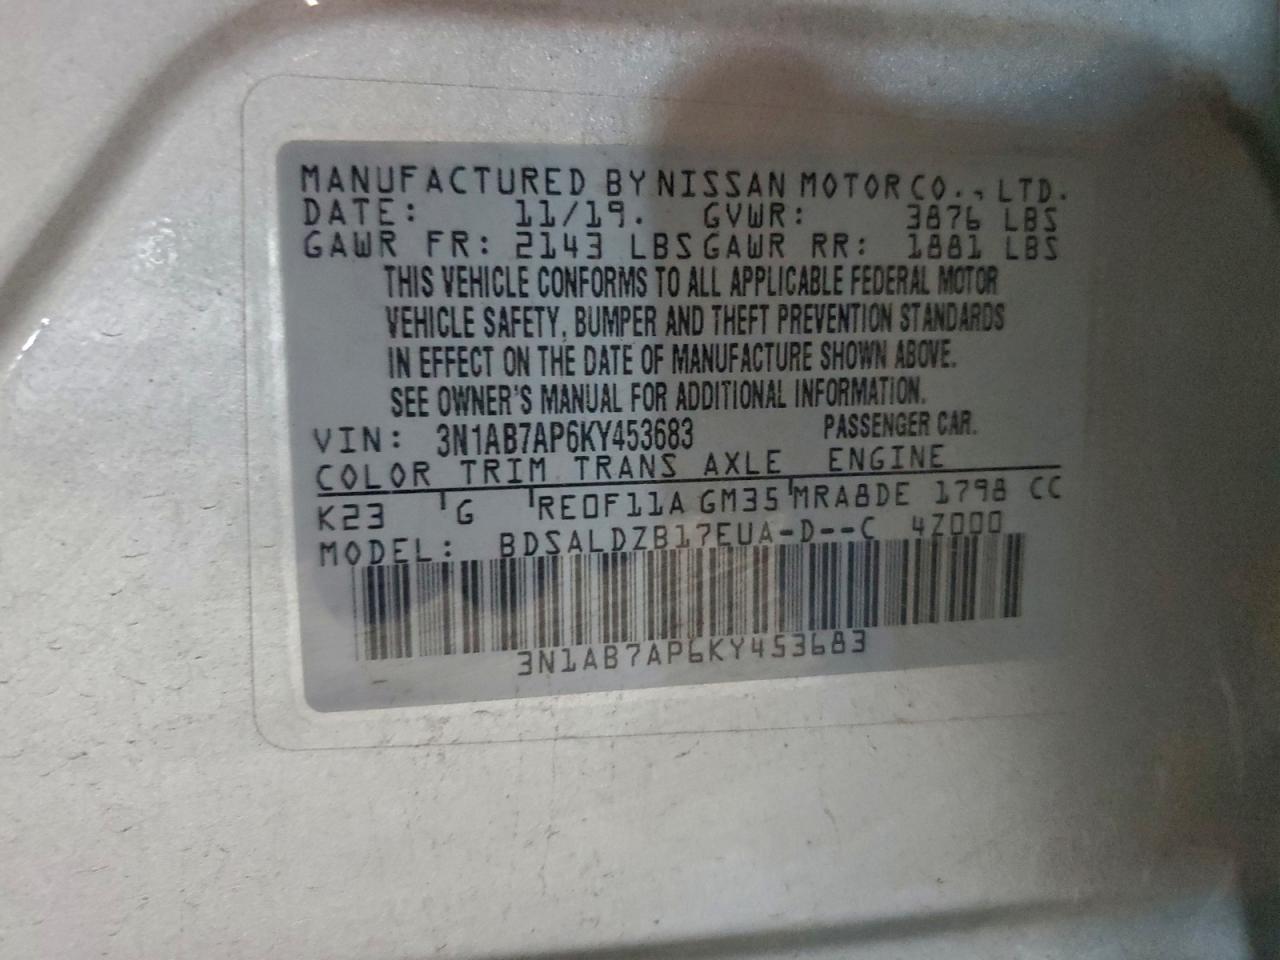 MANUFACTURED BY NISSAN MOTOR CO., LTD.
DATE: 11/19. GVWR: 3876 LBS
GAWR FR: 2143 LBS GAWR RR: 1881 LBS
THIS VEHICLE CONFORMS TO ALL APPLICABLE FEDERAL MOTOR
VEHICLE SAFETY, BUMPER AND THEFT PREVENTION STANDARDS
IN EFFECT ON THE DATE OF MANUFACTURE SHOWN ABOVE.
SEE OWNER'S MANUAL FOR ADDITIONAL INFORMATION.
VIN: 3N1AB7AP6KY453683 PASSENGER CAR.
COLOR TRIM TRANS AXLE ENGINE
K23 G RE0F11A GM35 MRA8DE 1798 CC
MODEL: BDSALDZB17EUA-D--C 4Z000
3N1AB7AP6KY453683